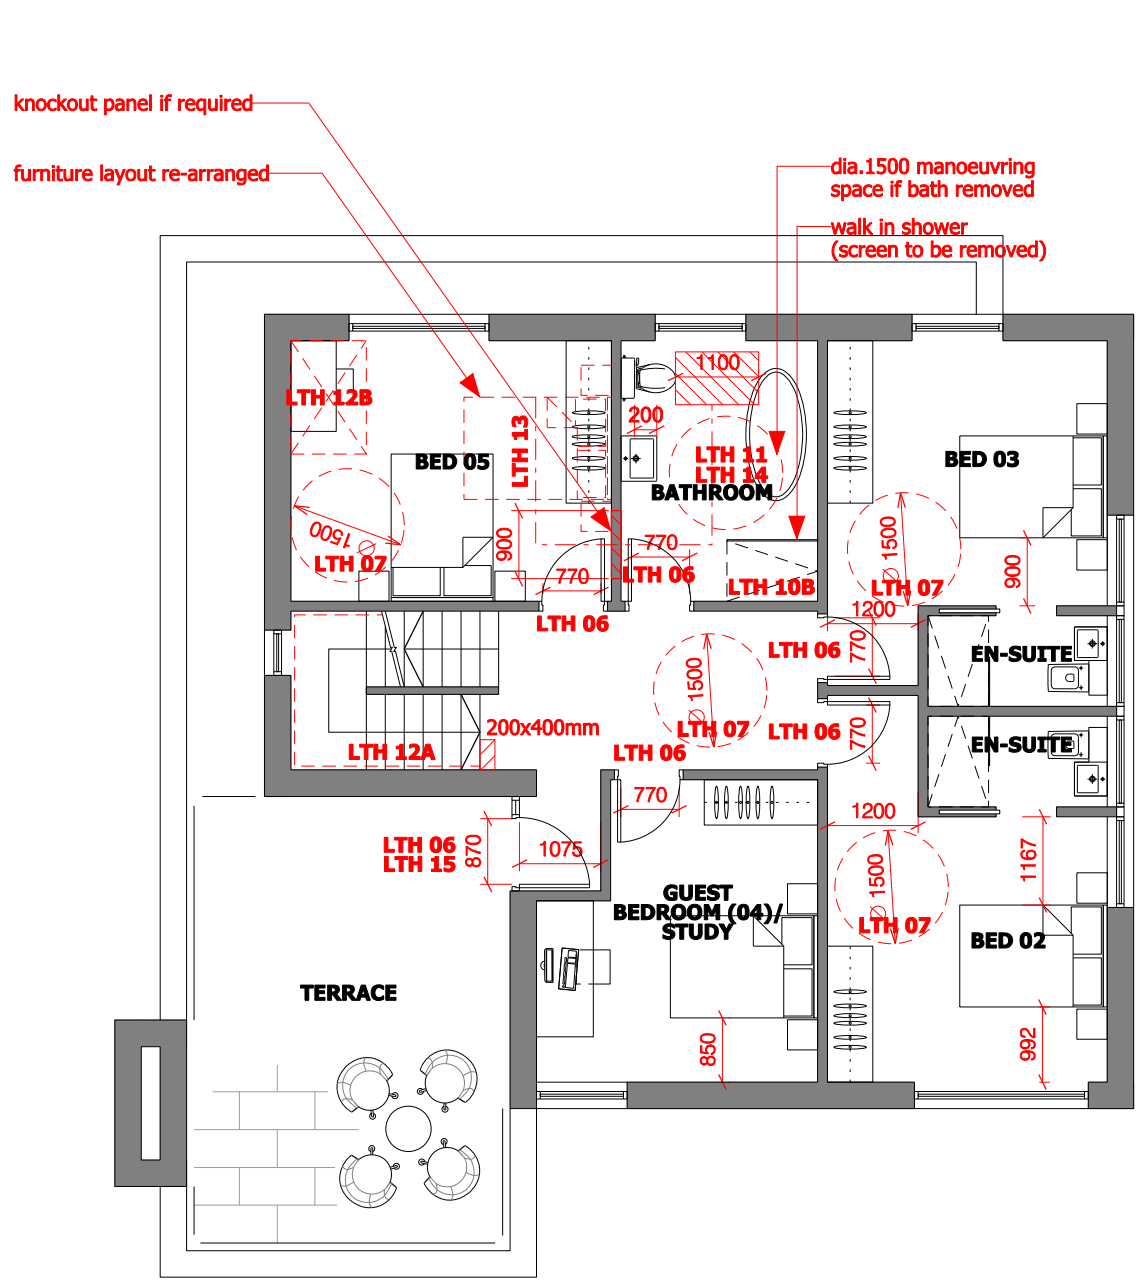 knockout panel if required
furniture layout re-arranged
dia.1500 manoeuvring
space if bath removed
walk in shower
(screen to be removed)
1100
200
LTH 12B
LTH 13
BED 05
LTH 11
LTH 14
BATHROOM
BED 03
Ø 1500
LTH 07
900
770
LTH 06
770
LTH 06
LTH 10B
Ø 1500
LTH 07
900
1200
LTH 06
770
EN-SUITE
Ø 1500
LTH 07
200x400mm
LTH 12A
LTH 06
LTH 06
770
EN-SUITE
770
1200
LTH 06
LTH 15
870
1075
Ø 1500
LTH 07
1167
GUEST
BEDROOM (04)/
STUDY
BED 02
TERRACE
850
992